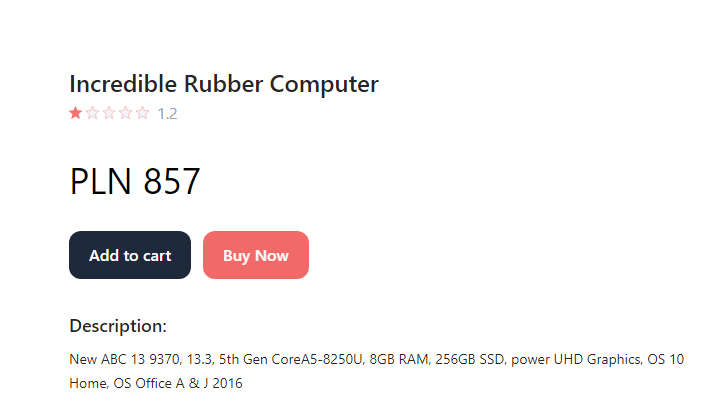 Incredible Rubber Computer
1.2
PLN 857
Add to cart Buy Now
Description:
New ABC 13 9370, 13.3, 5th Gen CoreA5-8250U, 8GB RAM, 256GB SSD, power UHD Graphics, OS 10
Home, OS Office A & J 2016